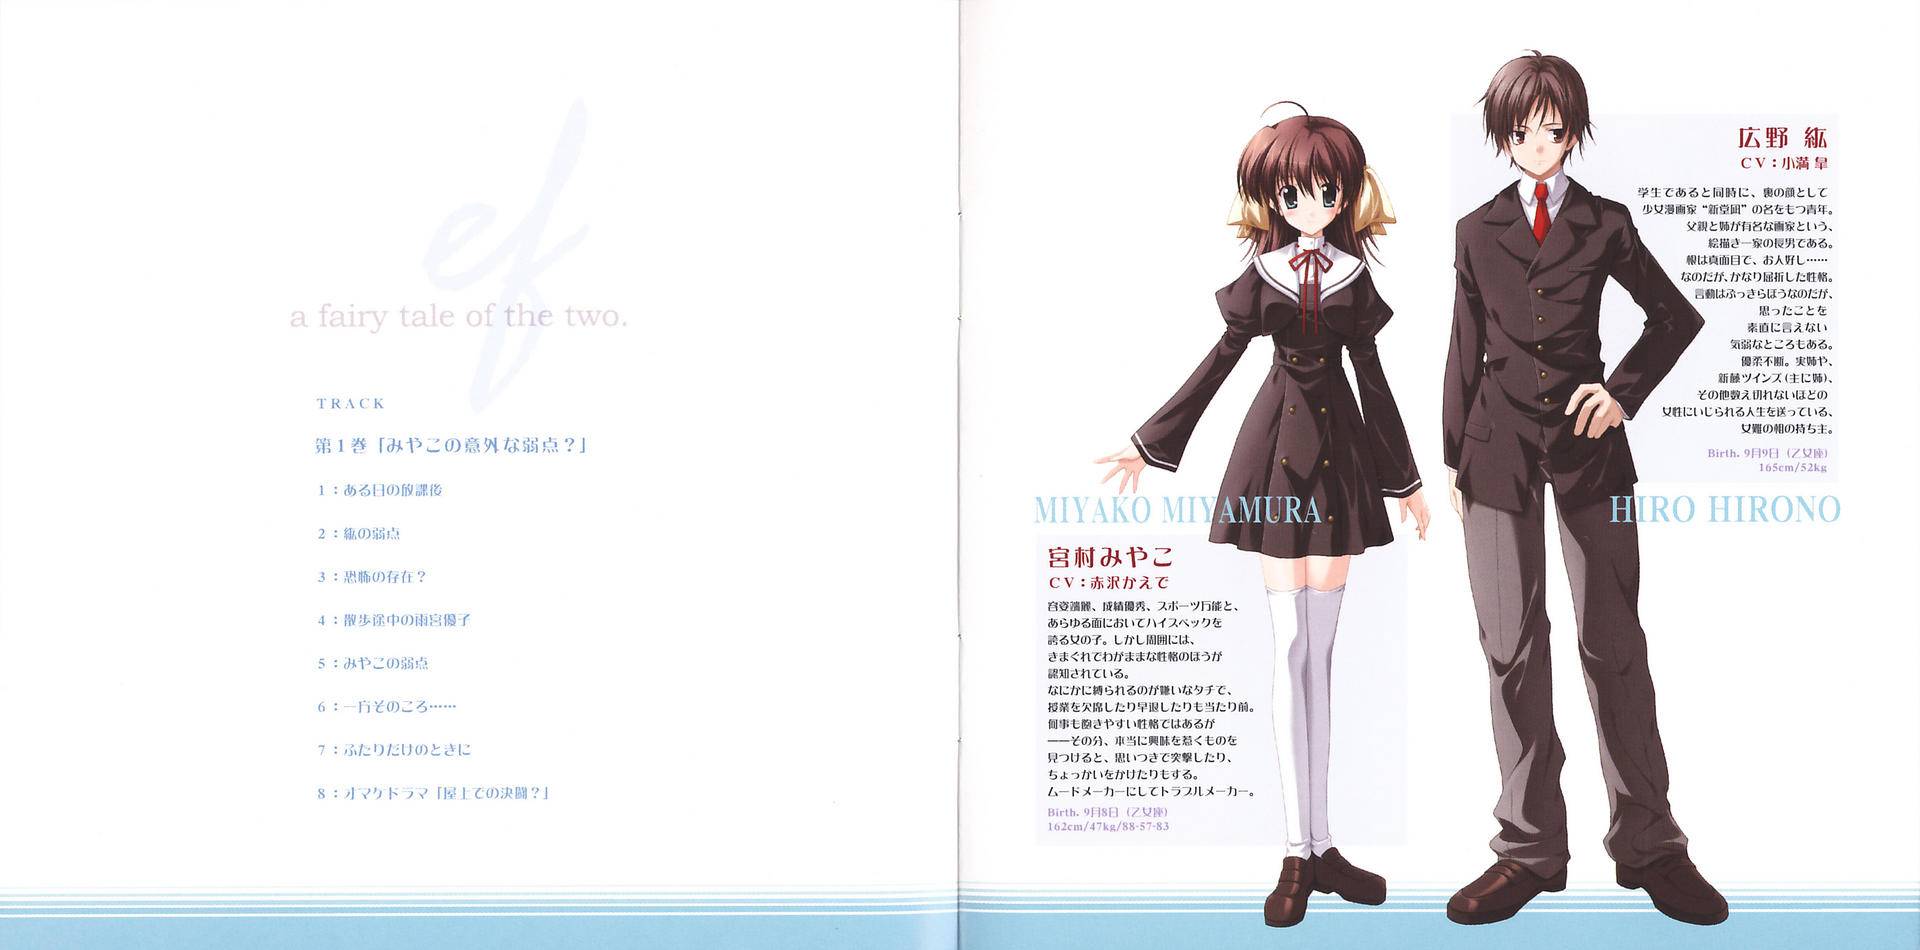 ef
a fairy tale of the two.
TRACK
第1巻「みやこの意外な弱点？」
1：ある日の放課後
2：紘の弱点
3：恐怖の存在？
4：散歩途中の雨宮優子
5：みやこの弱点
6：一方そのころ……
7：ふたりだけのときに
8：オマケドラマ「屋上での決闘？」
MIYAKO MIYAMURA
宮村みやこ
CV：赤沢かえで
容姿端麗、成績優秀、スポーツ万能と、
あらゆる面においてハイスペックを
誇る女の子。しかし周囲には、
きまぐれでわがままな性格のほうが
認知されている。
なにかに縛られるのが嫌いなタチで、
授業を欠席したり早退したりも当たり前。
何事も飽きやすい性格ではあるが
――その分、本当に興味を惹くものを
見つけると、思いつきで突撃したり、
ちょっかいをかけたりもする。
ムードメーカーにしてトラブルメーカー。
Birth. 9月8日（乙女座）
162cm/47kg/88-57-83
広野 紘
CV：小満 皐
学生であると同時に、裏の顔として
少女漫画家“新堂凪”の名をもつ青年。
父親と姉が有名な画家という、
絵描き一家の長男である。
根は真面目で、お人好し……
なのだが、かなり屈折した性格。
言動はぶっきらぼうなのだが、
思ったことを
素直に言えない
気弱なところもある。
優柔不断。実姉や、
新藤ツインズ（主に姉）、
その他数え切れないほどの
女性にいじられる人生を送っている、
女難の相の持ち主。
Birth. 9月9日（乙女座）
165cm/52kg
HIRO HIRONO